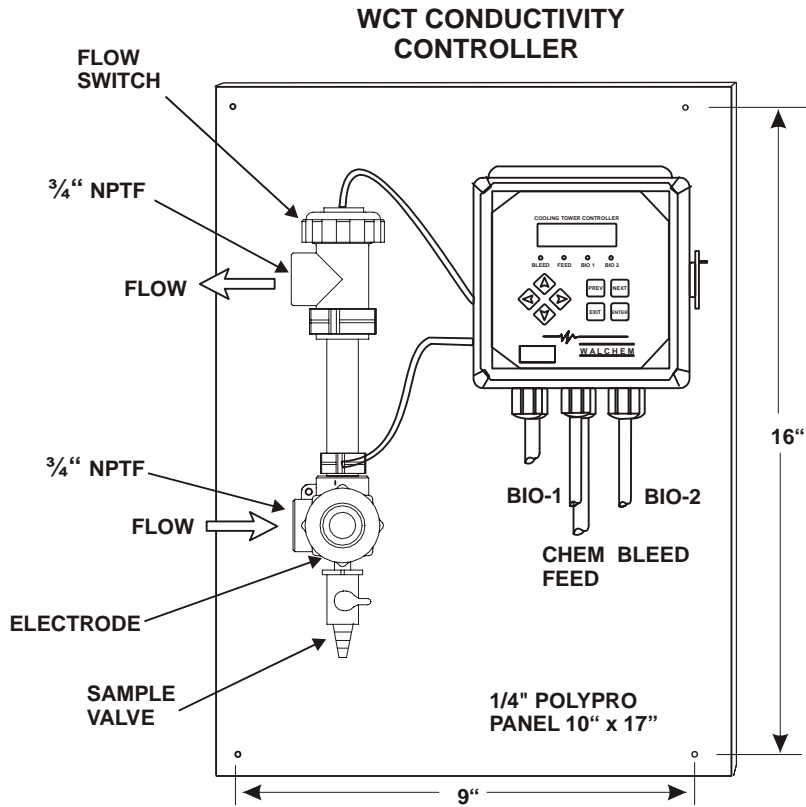 WCT CONDUCTIVITY
CONTROLLER
FLOW
SWITCH
¾“ NPTF
FLOW
COOLING TOWER CONTROLLER
BLEED FEED BIO 1 BIO 2
PREV NEXT
EXIT ENTER
WALCHEM
16“
¾“ NPTF
FLOW
BIO-1 BIO-2
CHEM BLEED
FEED
ELECTRODE
SAMPLE
VALVE
1/4" POLYPRO
PANEL 10“ x 17”
9“